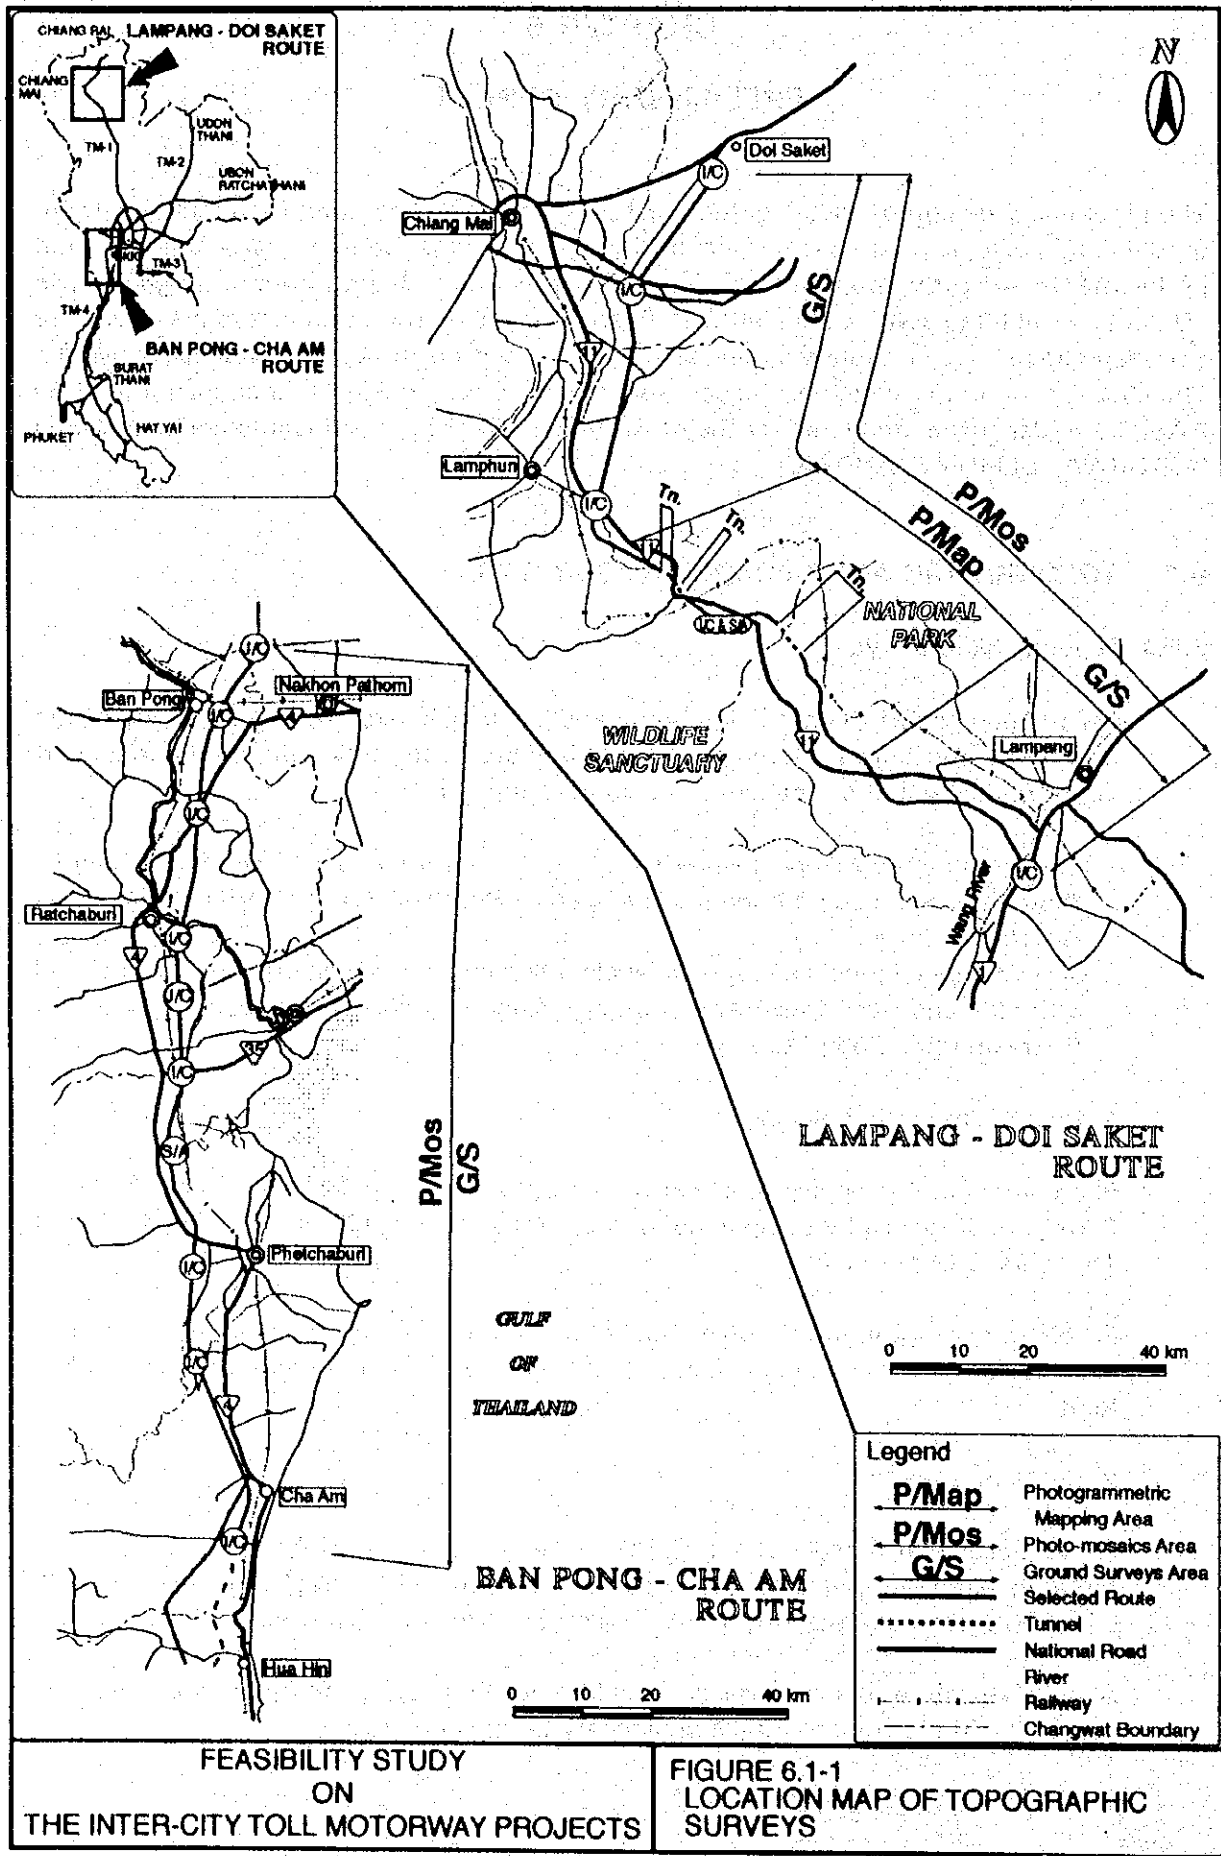 CHIANG RAI
LAMPANG - DOI SAKET
ROUTE
CHIANG
MAI
UDON
THANI
TM-1
TM-2
UBON
RATCHATHANI
BKK
TM-3
TM-4
BAN PONG - CHA AM
ROUTE
SURAT
THANI
PHUKET
HAT YAI
N
Doi Saket
I/C
Chiang Mai
I/C
G/S
11
Lamphun
I/C
Tn.
Tn.
P/Mos
P/Map
11
Tn.
I/C & S/A
NATIONAL
PARK
G/S
WILDLIFE
SANCTUARY
11
Lampang
I/C
Wang River
1
LAMPANG - DOI SAKET
ROUTE
0 10 20 40 km
I/C
Ban Pong
Nakhon Pathom
I/C
4
I/C
Ratchaburi
I/C
4
I/C
35
I/C
P/Mos
G/S
S/A
Phetchaburi
I/C
I/C
4
GULF
OF
THAILAND
Cha Am
I/C
Hua Hin
BAN PONG - CHA AM
ROUTE
0 10 20 40 km
Legend
P/Map Photogrammetric
Mapping Area
P/Mos Photo-mosaics Area
G/S Ground Surveys Area
Selected Route
Tunnel
National Road
River
Railway
Changwat Boundary
FEASIBILITY STUDY
ON
THE INTER-CITY TOLL MOTORWAY PROJECTS
FIGURE 6.1-1
LOCATION MAP OF TOPOGRAPHIC
SURVEYS